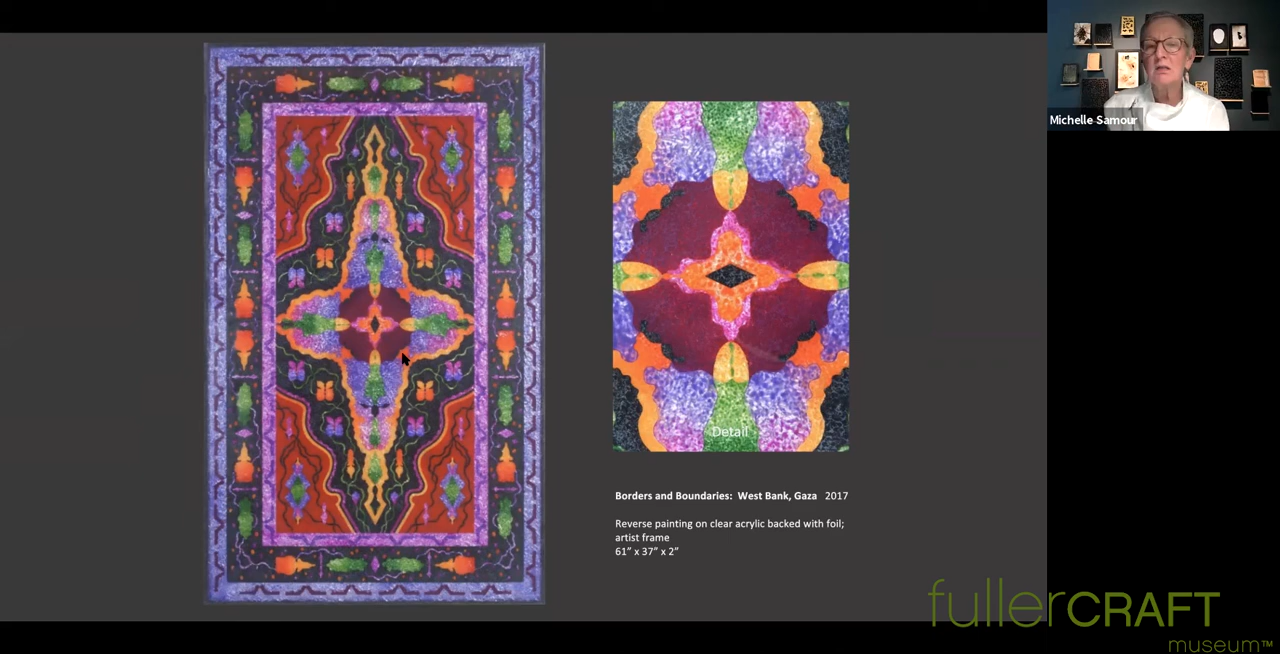 Michelle Samour
Detail
Borders and Boundaries:  West Bank, Gaza   2017
Reverse painting on clear acrylic backed with foil;
artist frame
61” x 37” x 2”
fullerCRAFT
museum™